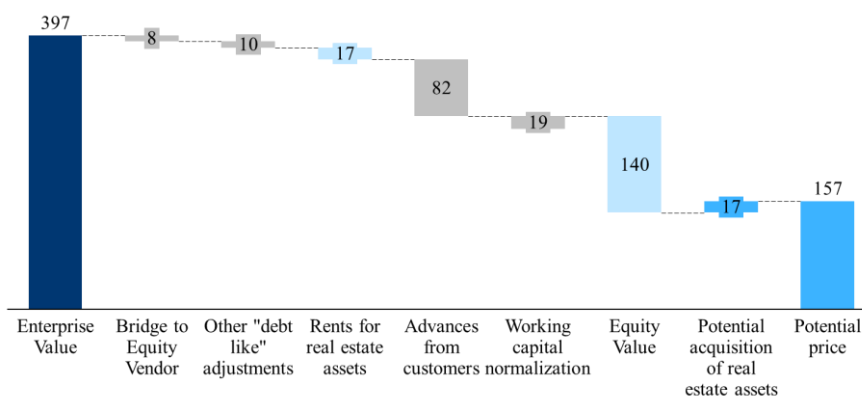 397
8
10
17
82
19
140
17
157
Enterprise
Value
Bridge to
Equity
Vendor
Other "debt
like"
adjustments
Rents for
real estate
assets
Advances
from
customers
Working
capital
normalization
Equity
Value
Potential
acquisition
of real
estate assets
Potential
price